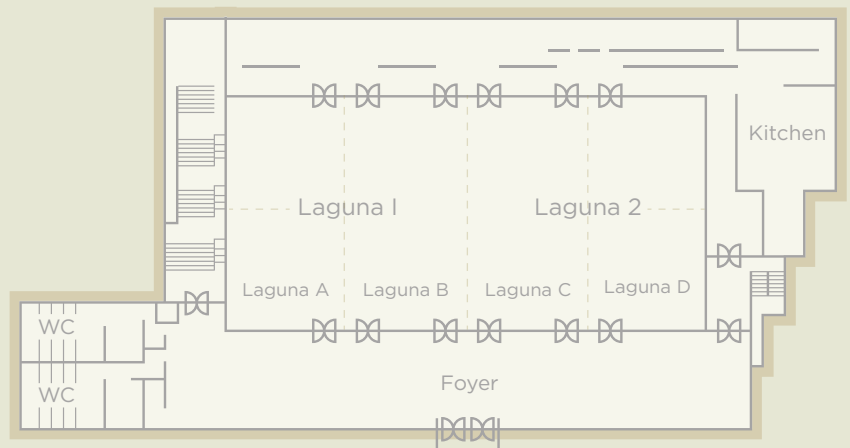 Kitchen
Laguna I
Laguna 2
Laguna A
Laguna B
Laguna C
Laguna D
WC
Foyer
WC